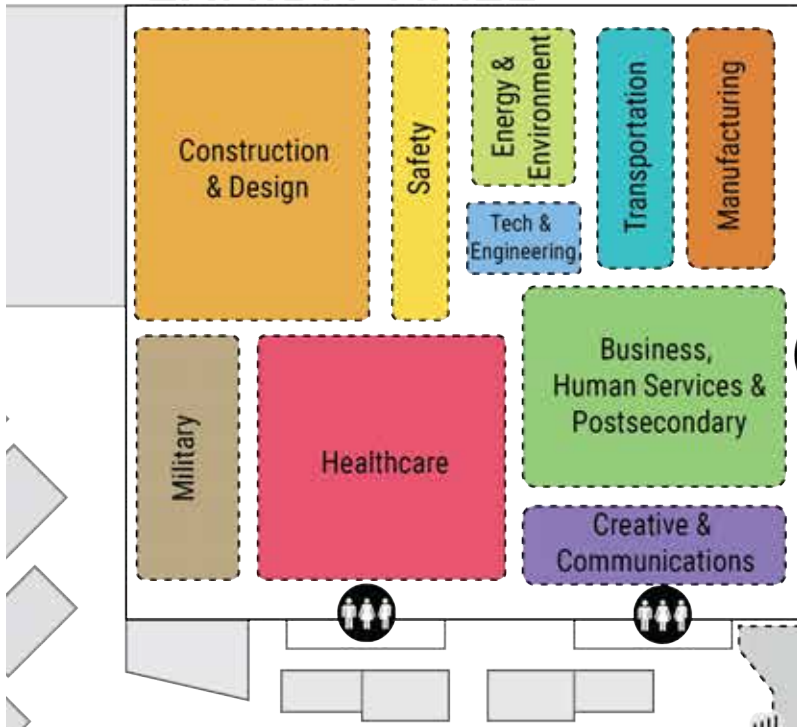 Construction
& Design
Safety
Energy &
Environment
Tech &
Engineering
Transportation
Manufacturing
Military
Healthcare
Business,
Human Services &
Postsecondary
Creative &
Communications